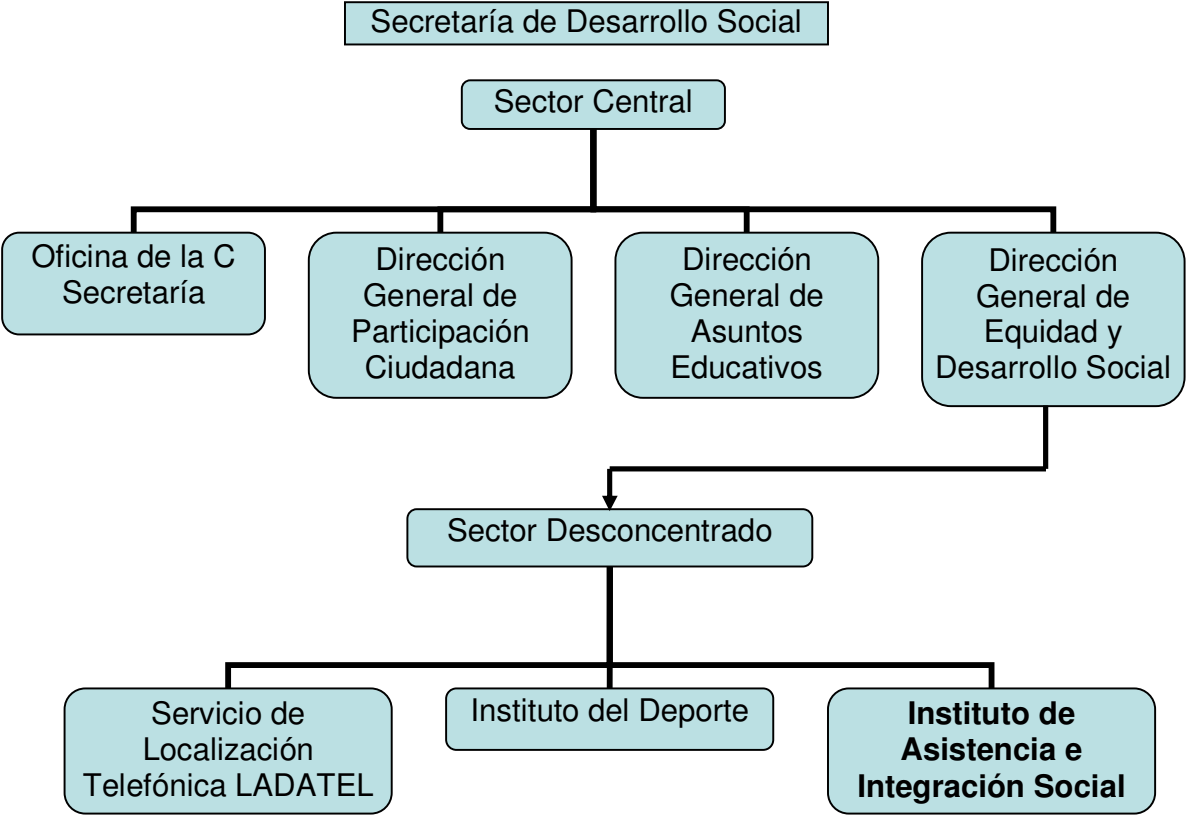 Secretaría de Desarrollo Social
Sector Central
Oficina de la C
Secretaría
Dirección
General de
Participación
Ciudadana
Dirección
General de
Asuntos
Educativos
Dirección
General de
Equidad y
Desarrollo Social
Sector Desconcentrado
Servicio de
Localización
Telefónica LADATEL
Instituto del Deporte
Instituto de
Asistencia e
Integración Social